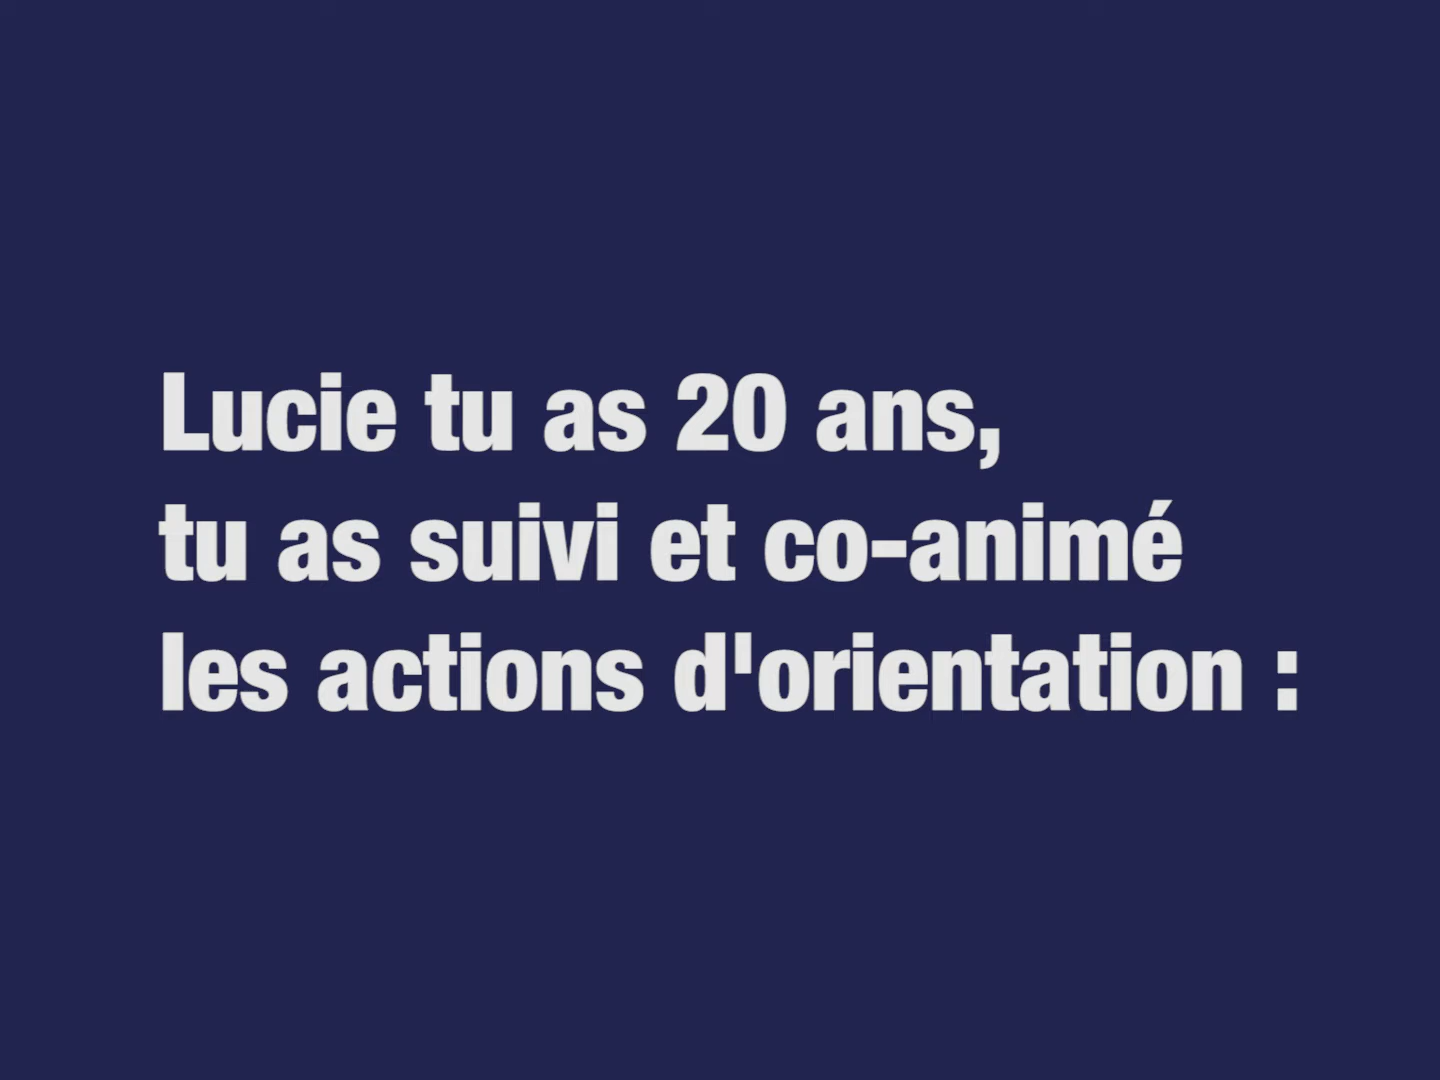 Lucie tu as 20 ans,
tu as suivi et co-animé
les actions d'orientation :